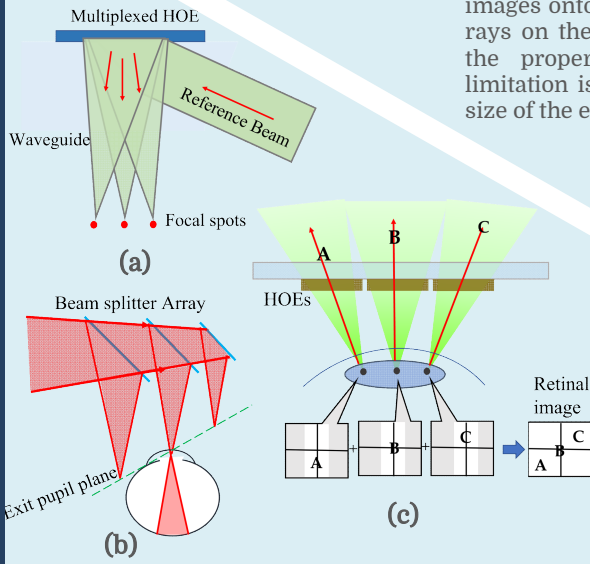 Multiplexed HOE
Reference Beam
Waveguide
Focal spots
(a)
images onto
rays on the
the proper
limitation is
size of the e
A
B
C
HOEs
Beam splitter Array
Exit pupil plane
(b)
A
+
B
+
C
Retinal
image
C
B
A
(c)